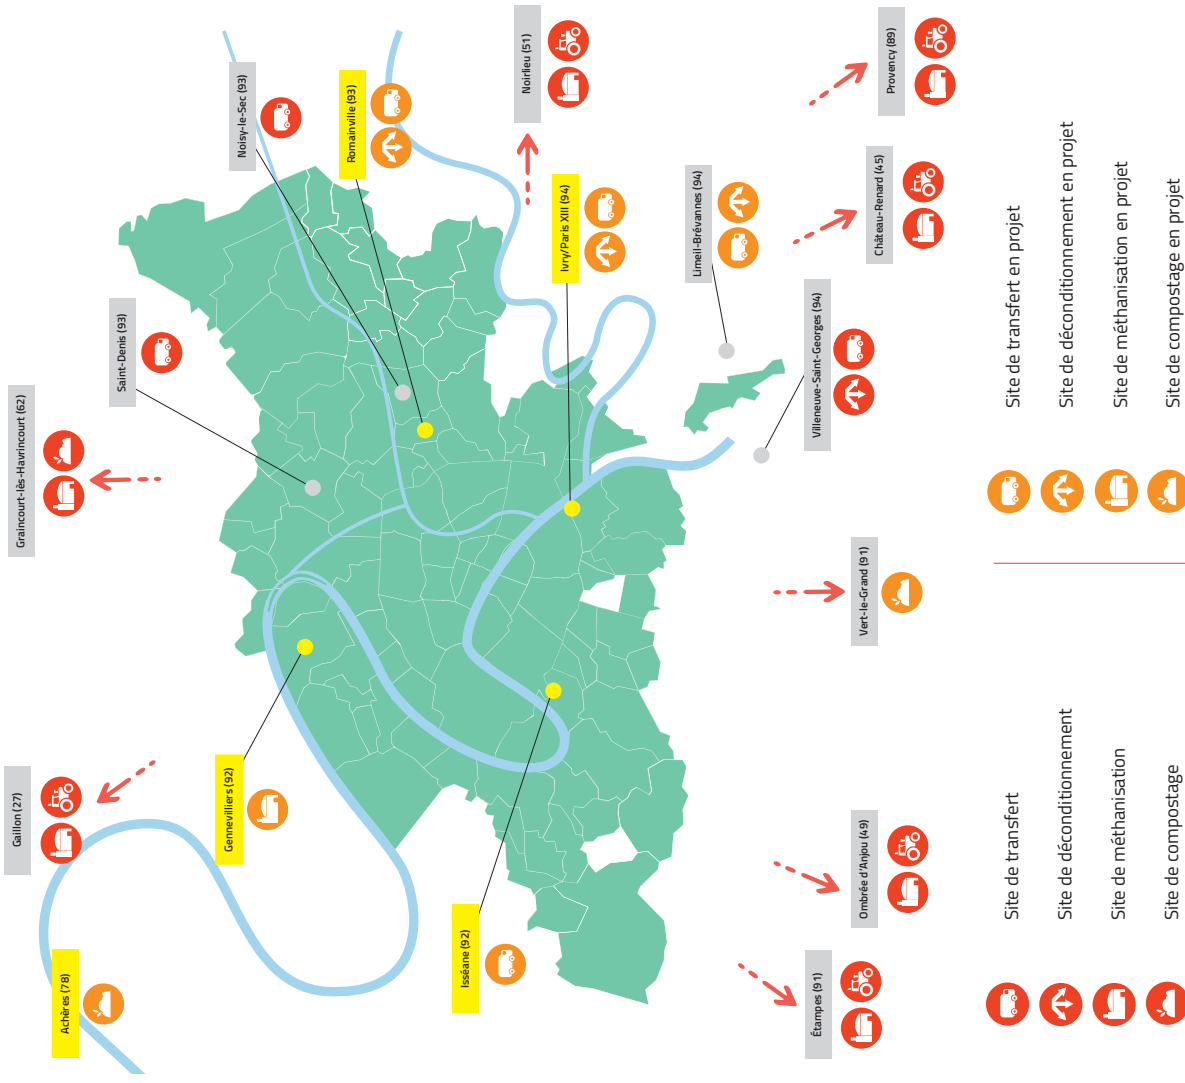 Achères (78)
Gaillon (27)
Graincourt-lès-Havrincourt (62)
Saint-Denis (93)
Noisy-le-Sec (93)
Gennevilliers (92)
Romainville (93)
Isséane (92)
Noirlieu (51)
Ivry/Paris XIII (94)
Limeil-Brévannes (94)
Villeneuve-Saint-Georges (94)
Étampes (91)
Ombrée d'Anjou (49)
Vert-le-Grand (91)
Château-Renard (45)
Provency (89)
Site de transfert
Site de déconditionnement
Site de méthanisation
Site de compostage
Site de transfert en projet
Site de déconditionnement en projet
Site de méthanisation en projet
Site de compostage en projet